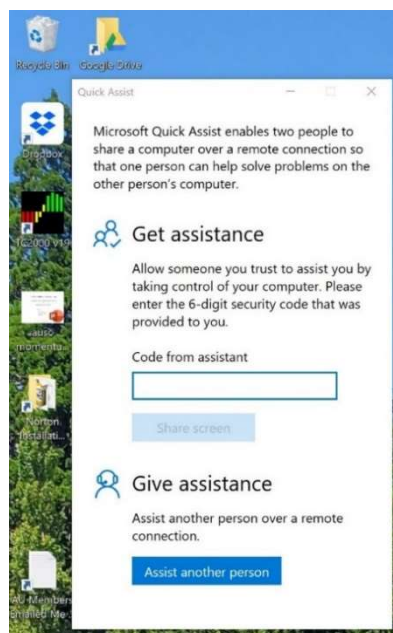 Recycle Bin
Google Drive
Quick Assist
Dropbox
TC2000 v19
Norton
Installati...
Microsoft Quick Assist enables two people to
share a computer over a remote connection so
that one person can help solve problems on the
other person's computer.
Get assistance
Allow someone you trust to assist you by
taking control of your computer. Please
enter the 6-digit security code that was
provided to you.
Code from assistant
Share screen
Give assistance
Assist another person over a remote
connection.
Assist another person